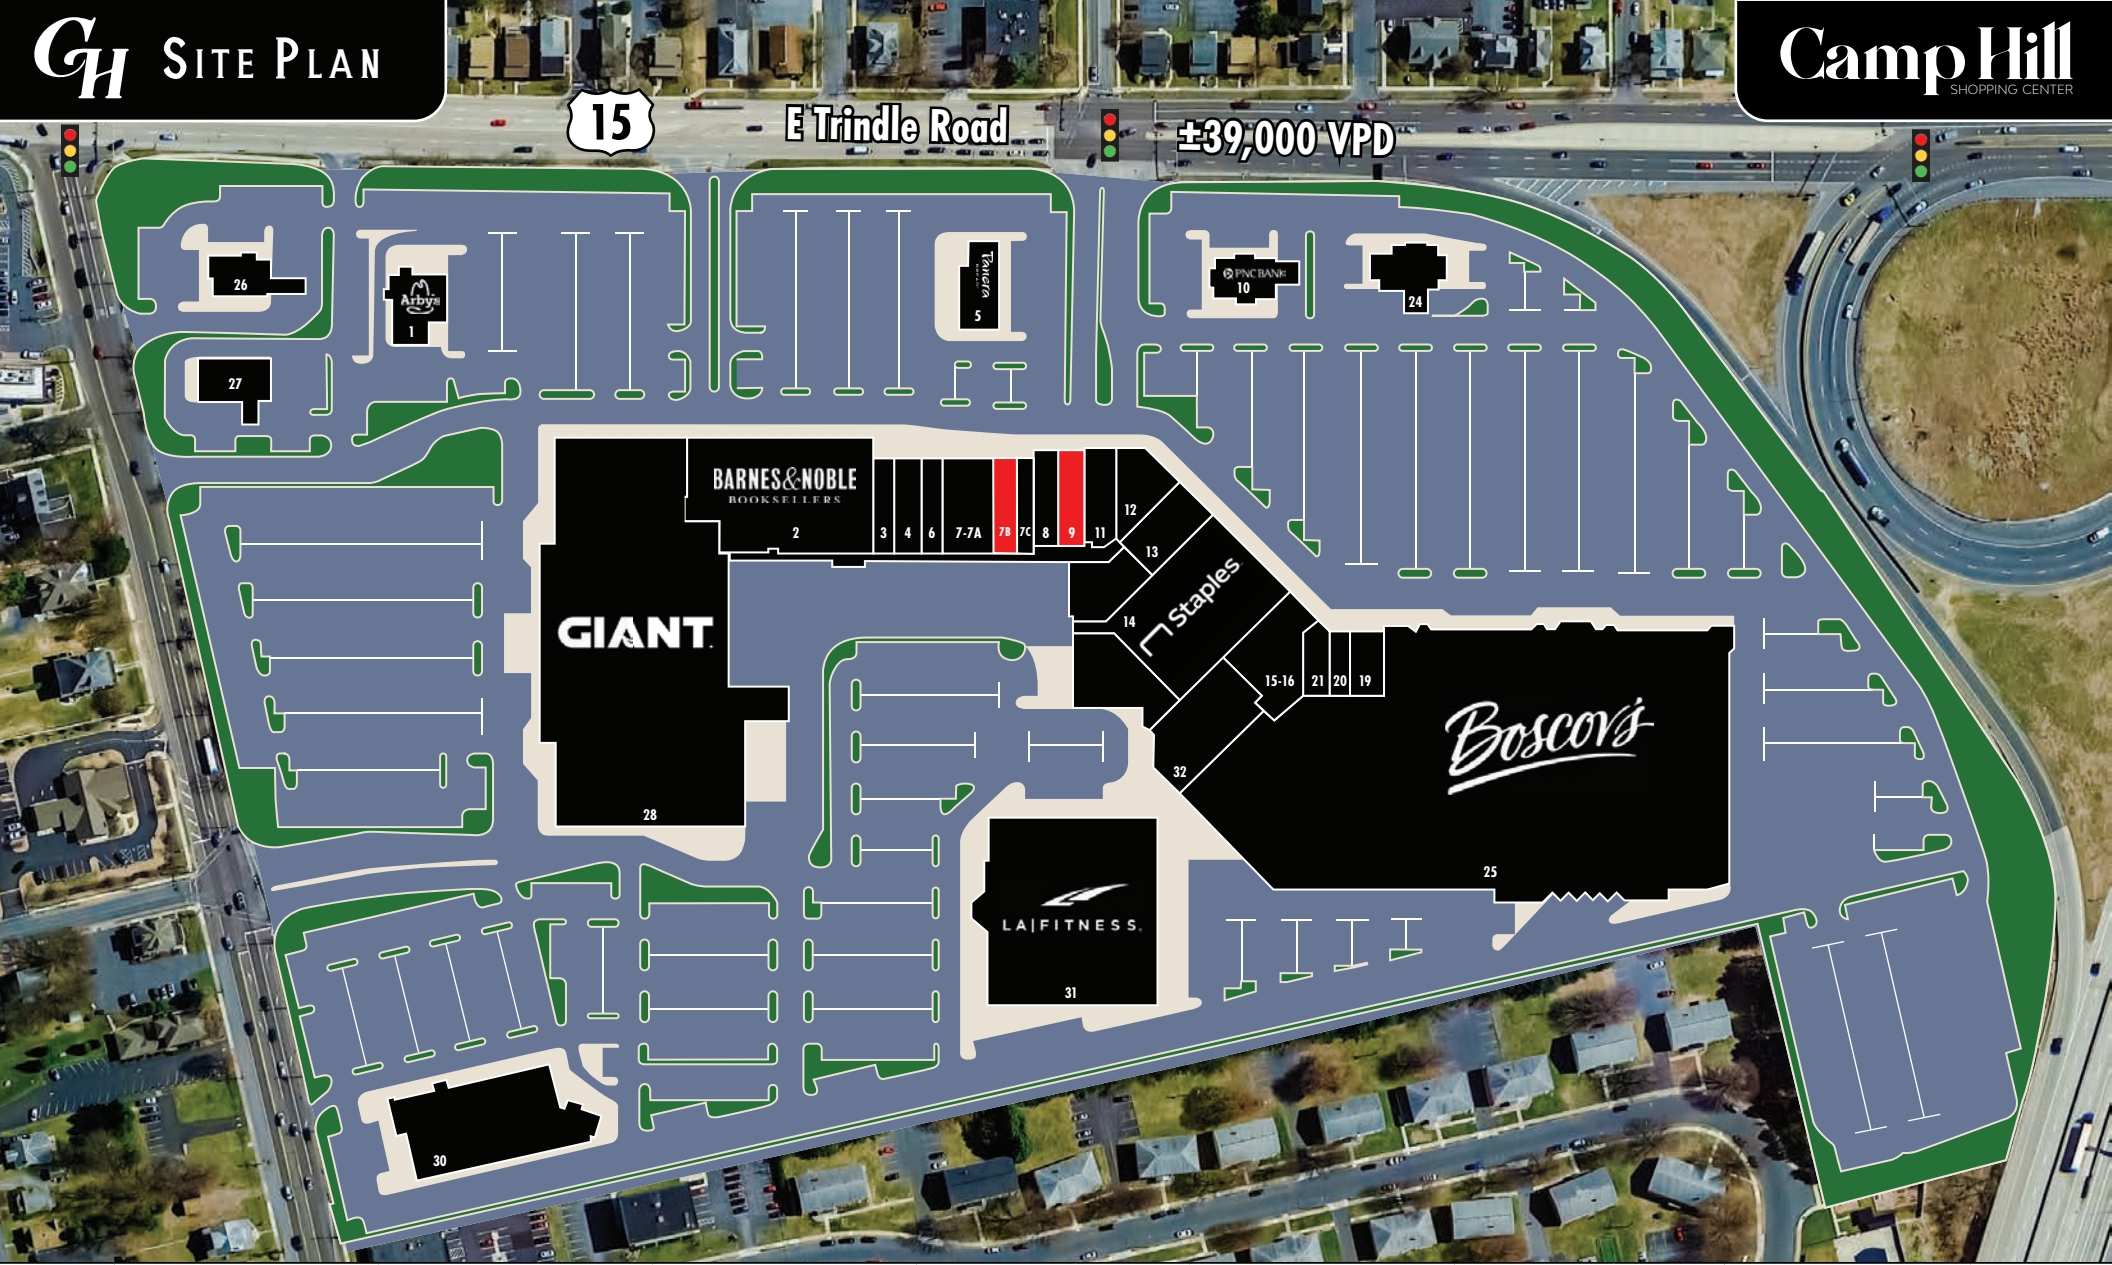 GH SITE PLAN
Camp Hill
SHOPPING CENTER
15
E Trindle Road
±39,000 VPD
26
Arby's
1
Panera
BREAD
5
PNC BANK
10
24
27
BARNES&NOBLE
BOOKSELLERS
2
3
4
6
7-7A
7B
7C
8
9
11
12
13
14
Staples
GIANT
28
15-16
21
20
19
32
Boscov's
25
LA|FITNESS.
31
30